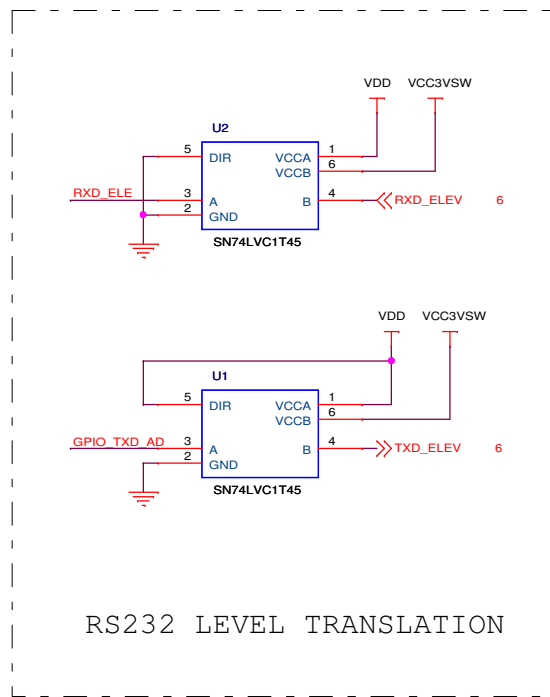 VDD VCC3VSW
U2
5 DIR VCCA 1
VCCB 6
RXD_ELE 3 A B 4 RXD_ELEV 6
2 GND
SN74LVC1T45
VDD VCC3VSW
U1
5 DIR VCCA 1
VCCB 6
GPIO_TXD_AD 3 A B 4 TXD_ELEV 6
2 GND
SN74LVC1T45
RS232 LEVEL TRANSLATION